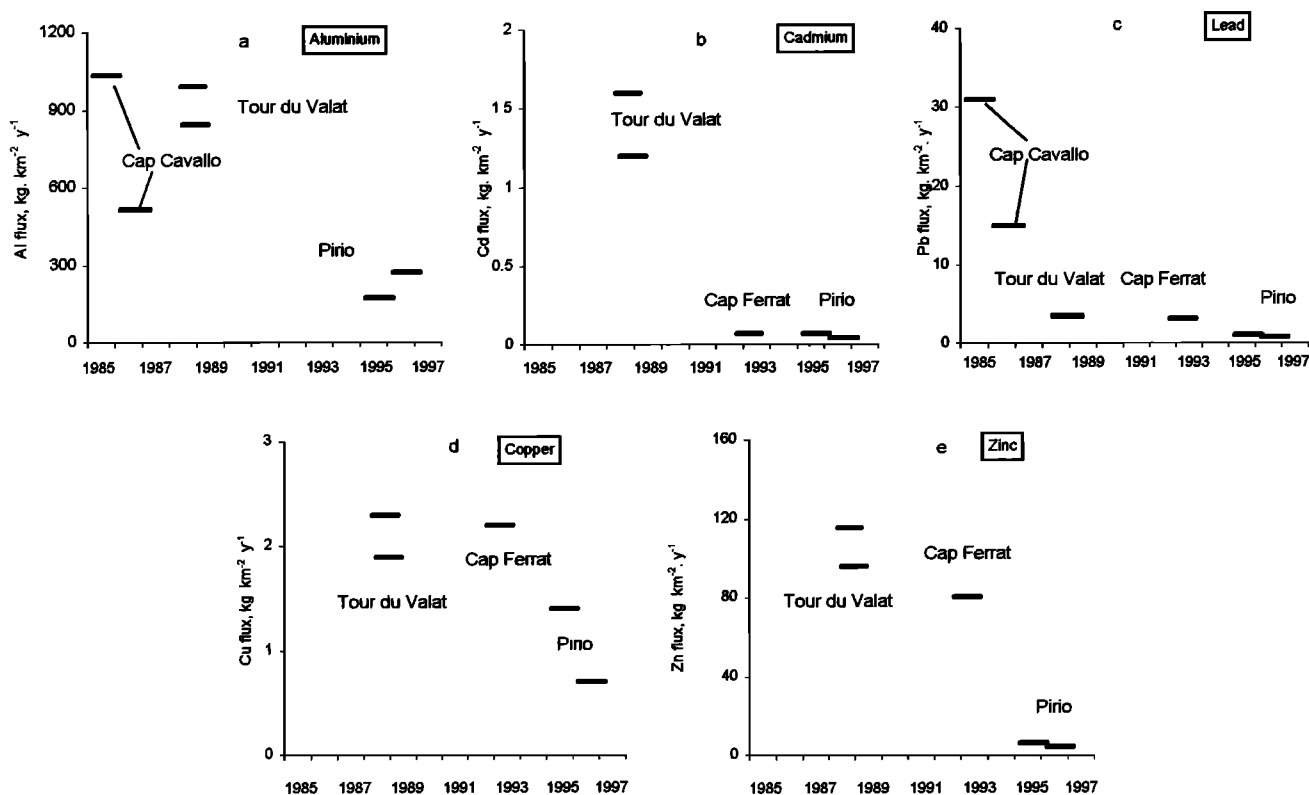 a
Aluminium
1200
900
600
300
0
Al flux, kg. km⁻² y⁻¹
Tour du Valat
Cap Cavallo
Pirio
1985 1987 1989 1991 1993 1995 1997
b
Cadmium
2
1.5
1
0.5
0
Cd flux, kg. km⁻² y⁻¹
Tour du Valat
Cap Ferrat
Pirio
1985 1987 1989 1991 1993 1995 1997
c
Lead
40
30
20
10
0
Pb flux, kg. km⁻². y⁻¹
Cap Cavallo
Tour du Valat
Cap Ferrat
Pirio
1985 1987 1989 1991 1993 1995 1997
d
Copper
3
2
1
0
Cu flux, kg km⁻² y⁻¹
Cap Ferrat
Tour du Valat
Pirio
1985 1987 1989 1991 1993 1995 1997
e
Zinc
160
120
80
40
0
Zn flux, kg km⁻². y⁻¹
Cap Ferrat
Tour du Valat
Pirio
1985 1987 1989 1991 1993 1995 1997